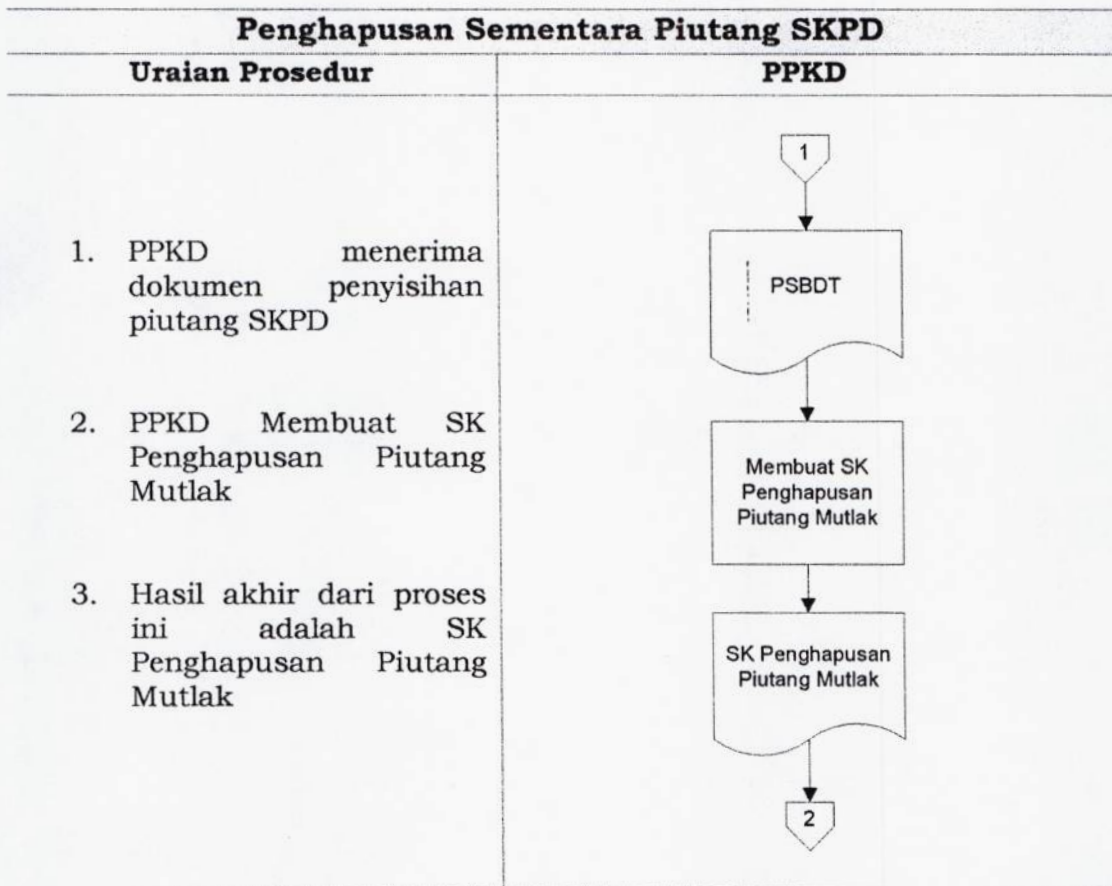 Penghapusan Sementara Piutang SKPD
Uraian Prosedur
PPKD
1. PPKD menerima
dokumen penyisihan
piutang SKPD
2. PPKD Membuat SK
Penghapusan Piutang
Mutlak
3. Hasil akhir dari proses
ini adalah SK
Penghapusan Piutang
Mutlak
1
PSBDT
Membuat SK
Penghapusan
Piutang Mutlak
SK Penghapusan
Piutang Mutlak
2